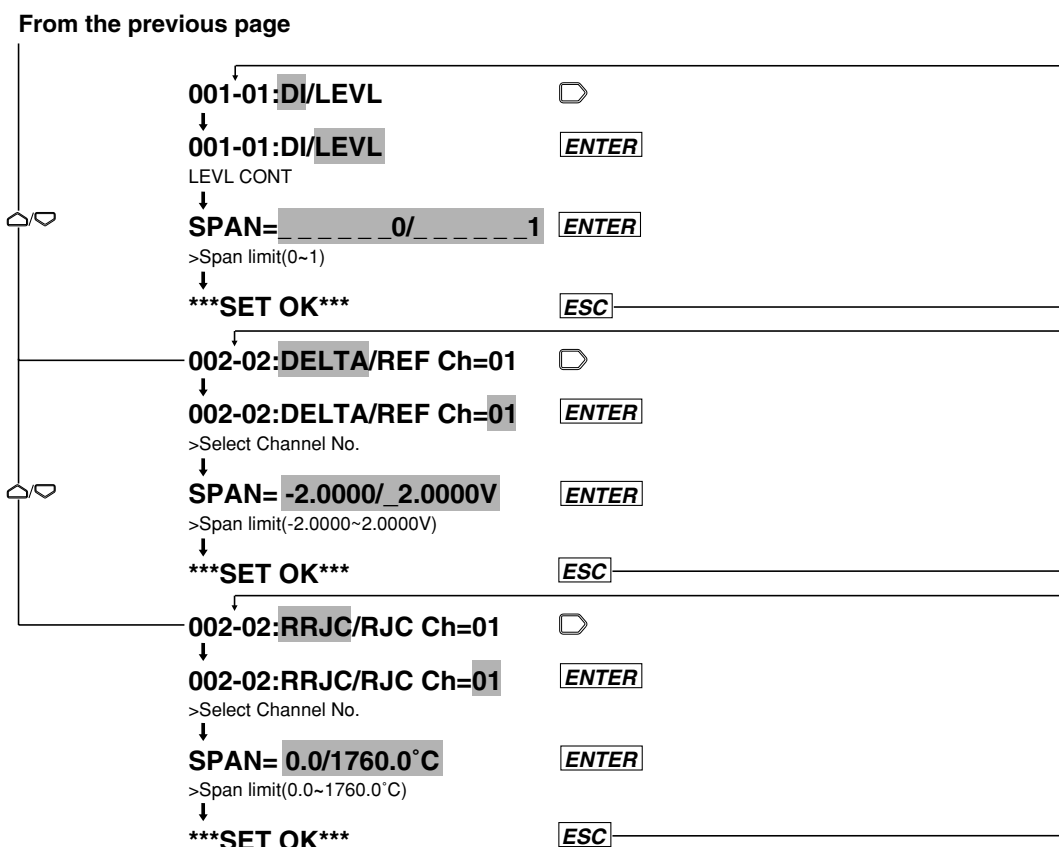 From the previous page
001-01:DI/LEVL
001-01:DI/LEVL ENTER
LEVL CONT
SPAN=_ _ _ _ _ _0/_ _ _ _ _ _1 ENTER
>Span limit(0~1)
***SET OK*** ESC
002-02:DELTA/REF Ch=01
002-02:DELTA/REF Ch=01 ENTER
>Select Channel No.
SPAN= -2.0000/_2.0000V ENTER
>Span limit(-2.0000~2.0000V)
***SET OK*** ESC
002-02:RRJC/RJC Ch=01
002-02:RRJC/RJC Ch=01 ENTER
>Select Channel No.
SPAN= 0.0/1760.0˚C ENTER
>Span limit(0.0~1760.0˚C)
***SET OK*** ESC